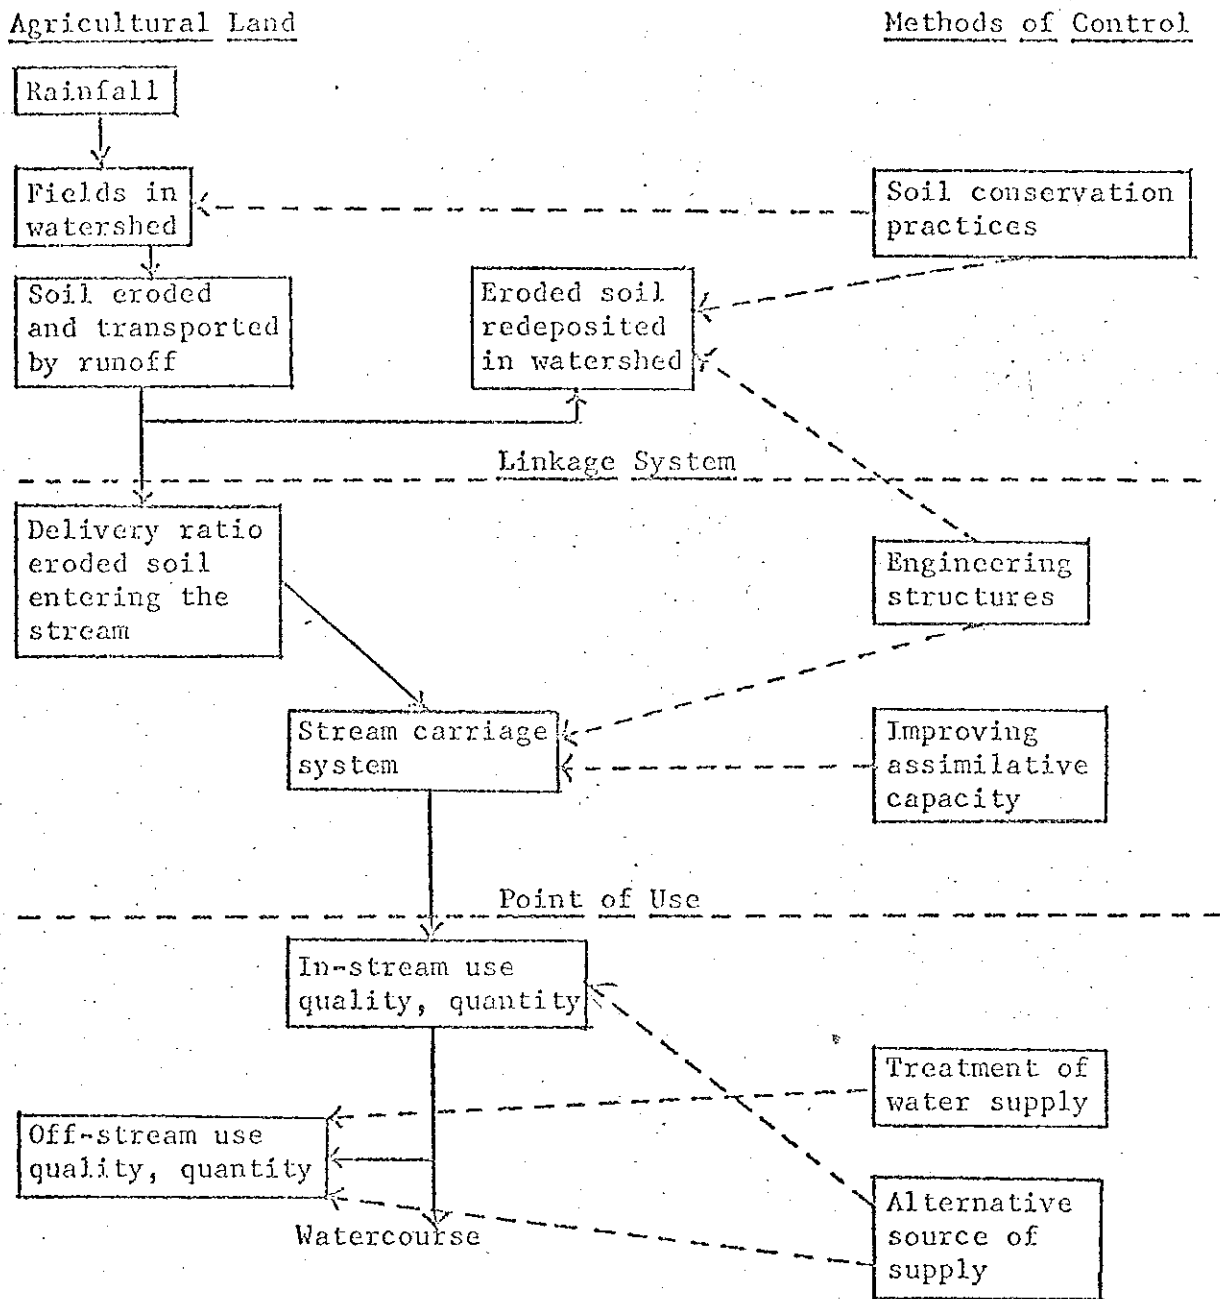 Agricultural Land
Methods of Control
Rainfall
Fields in
watershed
Soil conservation
practices
Soil eroded
and transported
by runoff
Eroded soil
redeposited
in watershed
Linkage System
Delivery ratio
eroded soil
entering the
stream
Engineering
structures
Stream carriage
system
Improving
assimilative
capacity
Point of Use
In-stream use
quality, quantity
Treatment of
water supply
Off-stream use
quality, quantity
Alternative
source of
supply
Watercourse